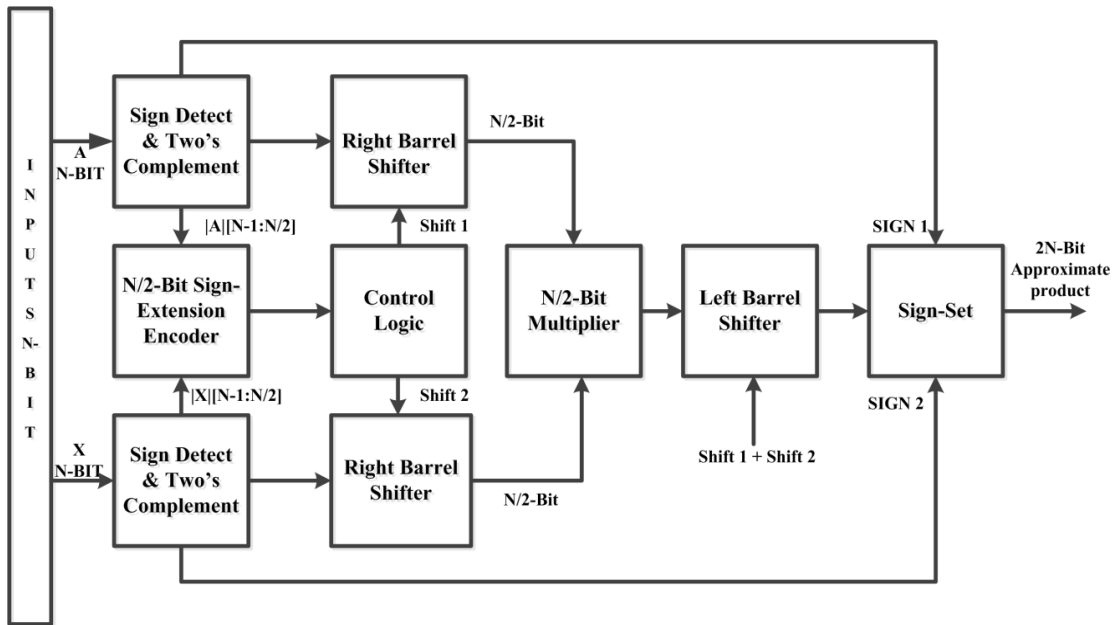 INPUTS N-BIT
A
N-BIT
X
N-BIT
Sign Detect
& Two's
Complement
|A|[N-1:N/2]
N/2-Bit Sign-
Extension
Encoder
|X|[N-1:N/2]
Sign Detect
& Two's
Complement
Right Barrel
Shifter
Shift 1
Control
Logic
Shift 2
Right Barrel
Shifter
N/2-Bit
N/2-Bit
N/2-Bit
Multiplier
Left Barrel
Shifter
Shift 1 + Shift 2
SIGN 1
Sign-Set
SIGN 2
2N-Bit
Approximate
product